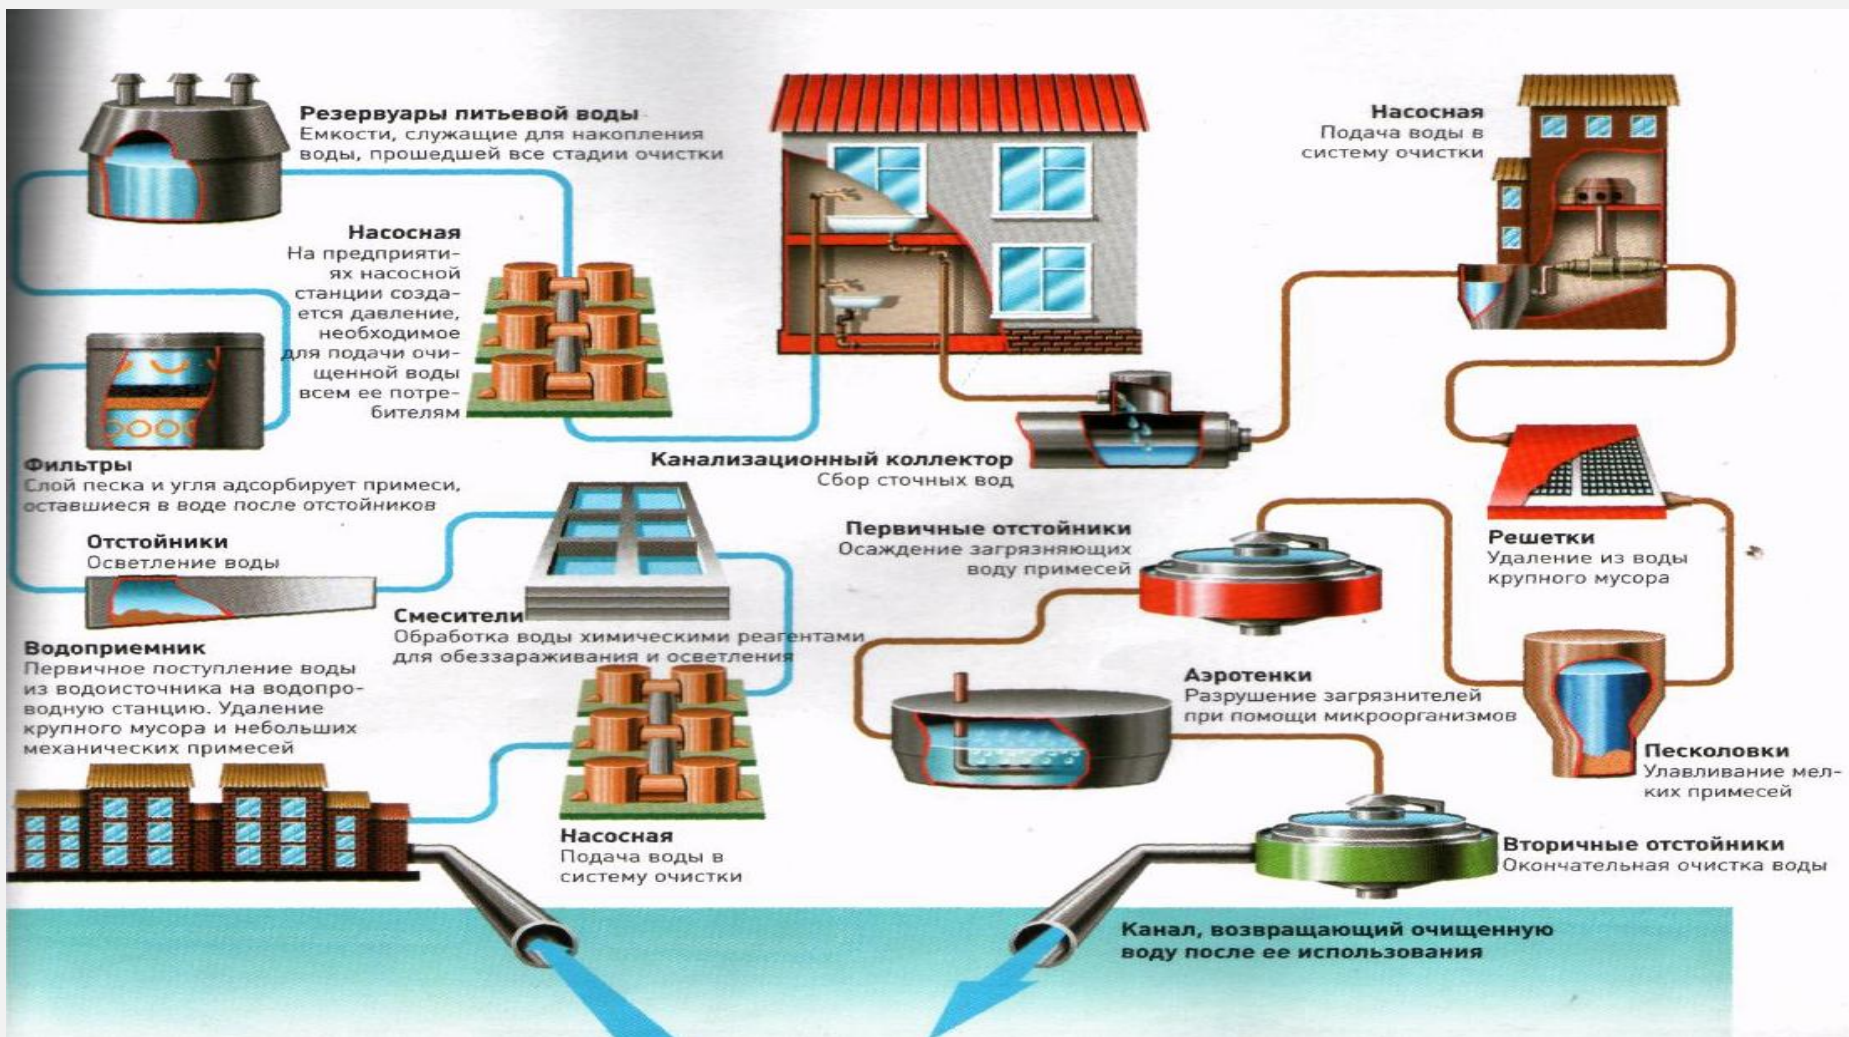 Резервуары питьевой воды
Емкости, служащие для накопления
воды, прошедшей все стадии очистки
Насосная
На предприяти-
ях насосной
станции созда-
ется давление,
необходимое
для подачи очи-
щенной воды
всем ее потре-
бителям
Фильтры
Слой песка и угля адсорбирует примеси,
оставшиеся в воде после отстойников
Отстойники
Осветление воды
Смесители
Обработка воды химическими реагентами
для обеззараживания и осветления
Водоприемник
Первичное поступление воды
из водоисточника на водопро-
водную станцию. Удаление
крупного мусора и небольших
механических примесей
Насосная
Подача воды в
систему очистки
Канализационный коллектор
Сбор сточных вод
Насосная
Подача воды в
систему очистки
Решетки
Удаление из воды
крупного мусора
Песколовки
Улавливание мел-
ких примесей
Первичные отстойники
Осаждение загрязняющих
воду примесей
Аэротенки
Разрушение загрязнителей
при помощи микроорганизмов
Вторичные отстойники
Окончательная очистка воды
Канал, возвращающий очищенную
воду после ее использования